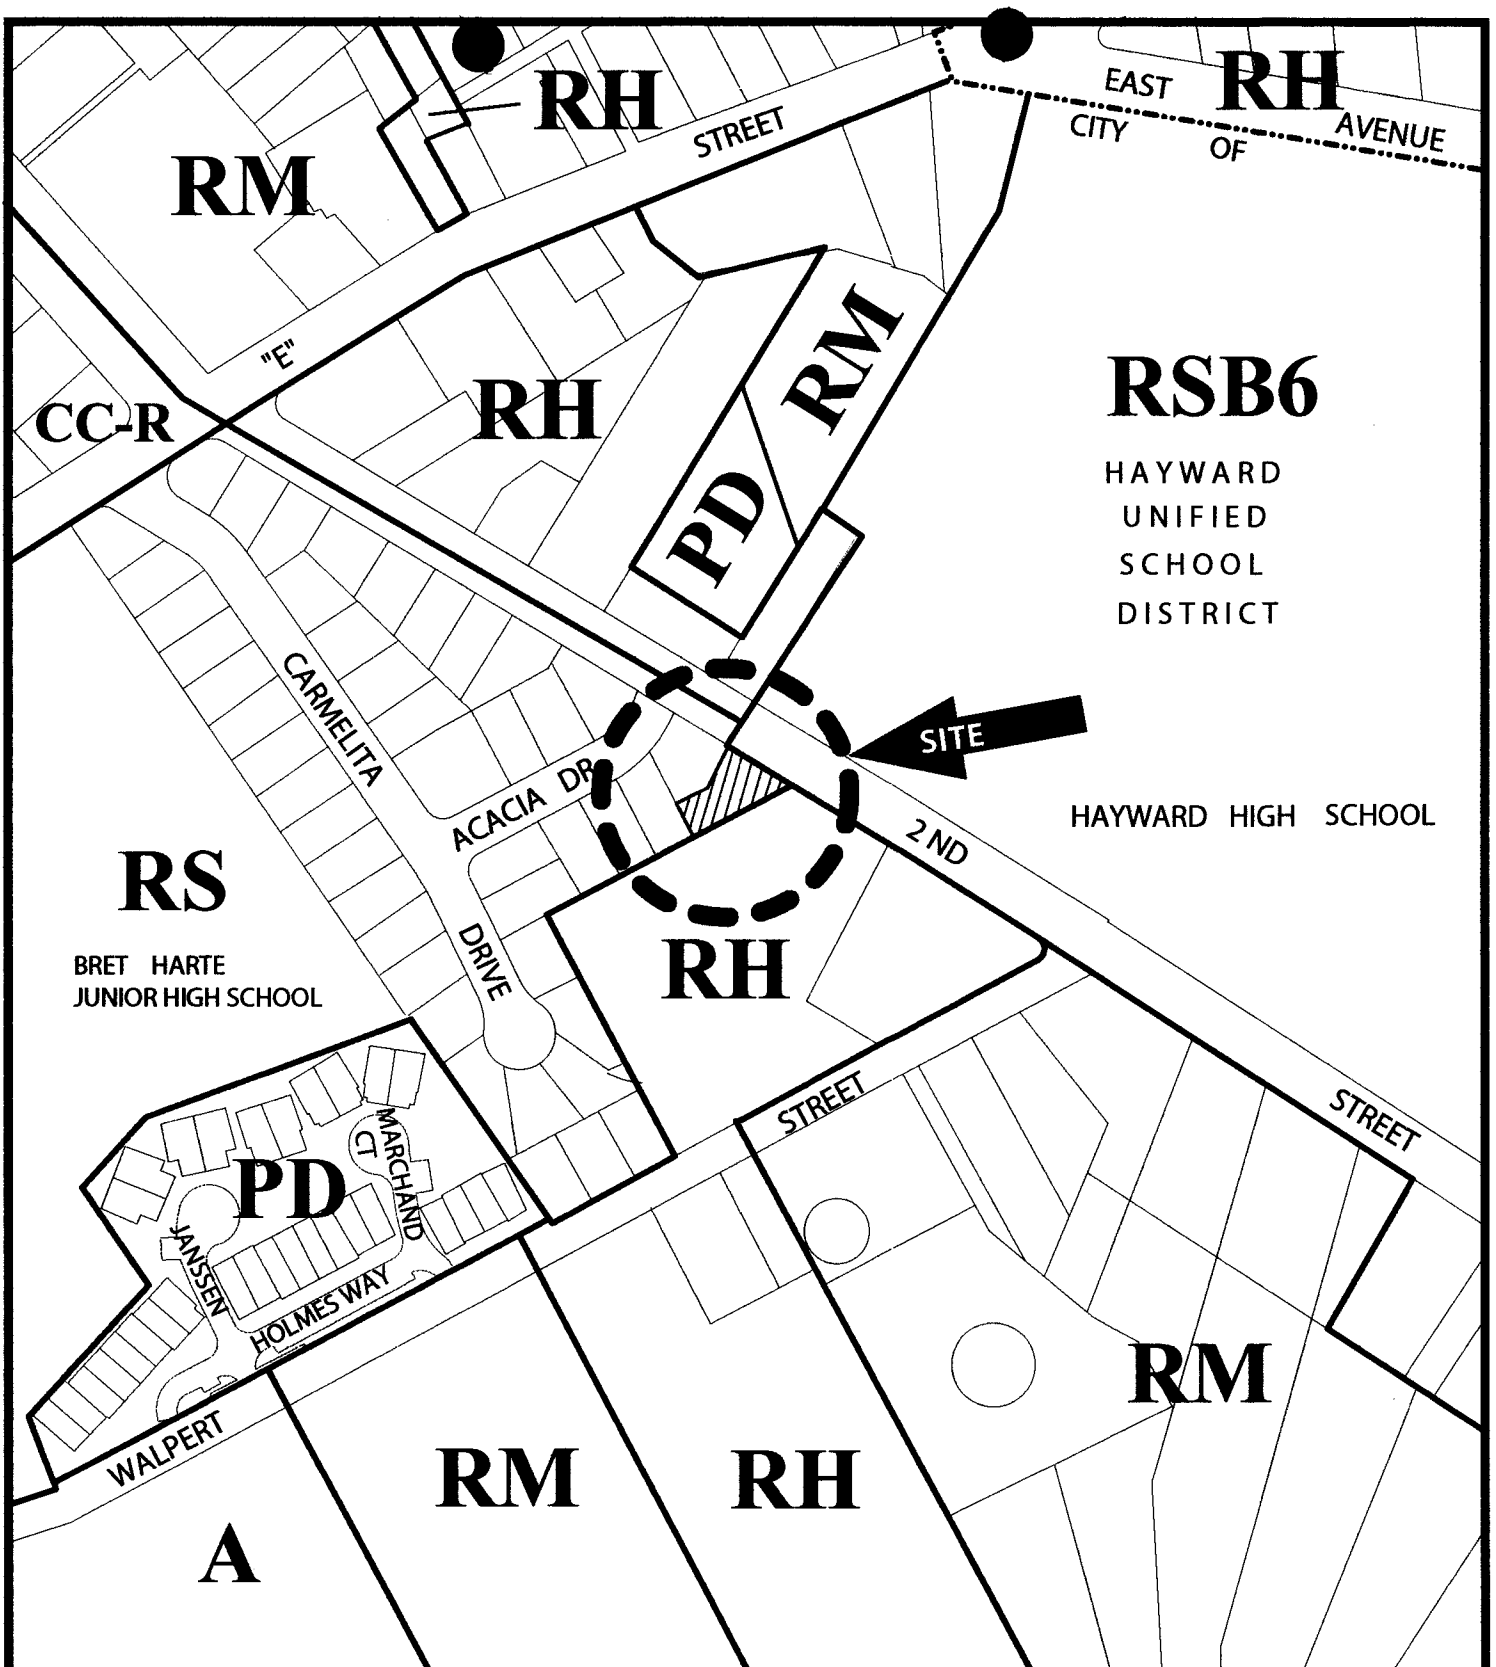 RH
EAST
RH
AVENUE
STREET
CITY
OF
RM
"E"
RM
CC-R
RH
RSB6
HAYWARD
UNIFIED
SCHOOL
DISTRICT
PD
CARMELITA
SITE
ACACIA DR
HAYWARD HIGH SCHOOL
2 ND
RS
DRIVE
RH
BRET HARTE
JUNIOR HIGH SCHOOL
STREET
STREET
MARCHAND
CT
PD
JANSSEN
HOLMES WAY
RM
WALPERT
RM
RH
A